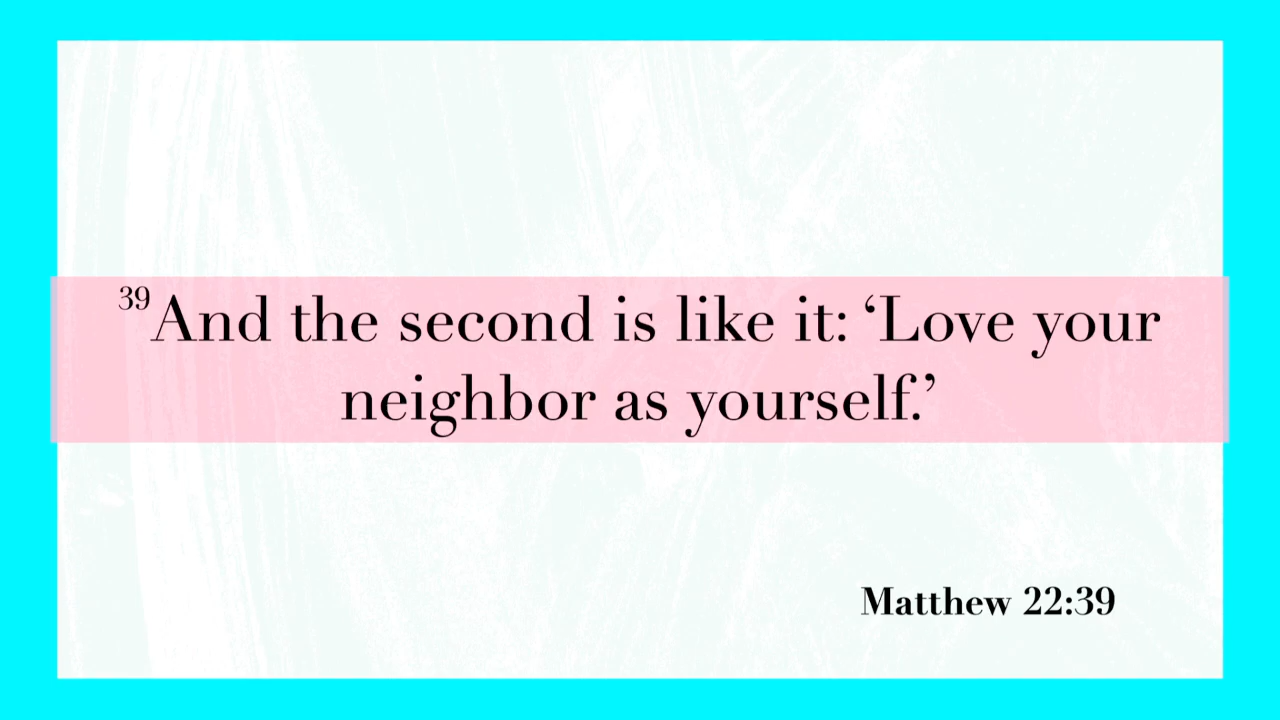 39And the second is like it: ‘Love your
neighbor as yourself.’
Matthew 22:39